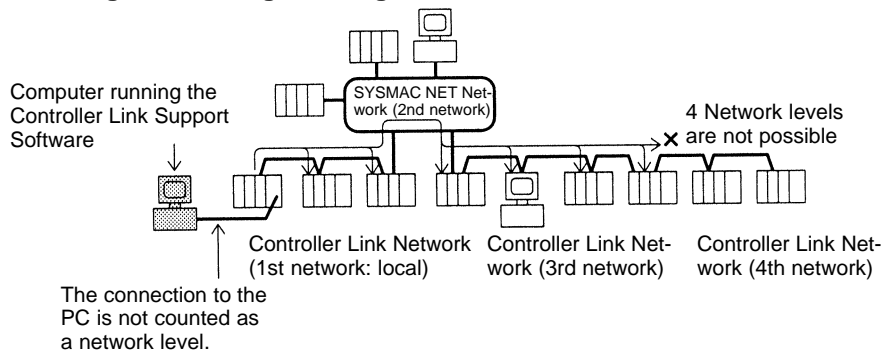 SYSMAC NET Net-
work (2nd network)
Computer running the
Controller Link Support
Software
4 Network levels
are not possible
Controller Link Network
(1st network: local)
Controller Link Net-
work (3rd network)
Controller Link Net-
work (4th network)
The connection to the
PC is not counted as
a network level.